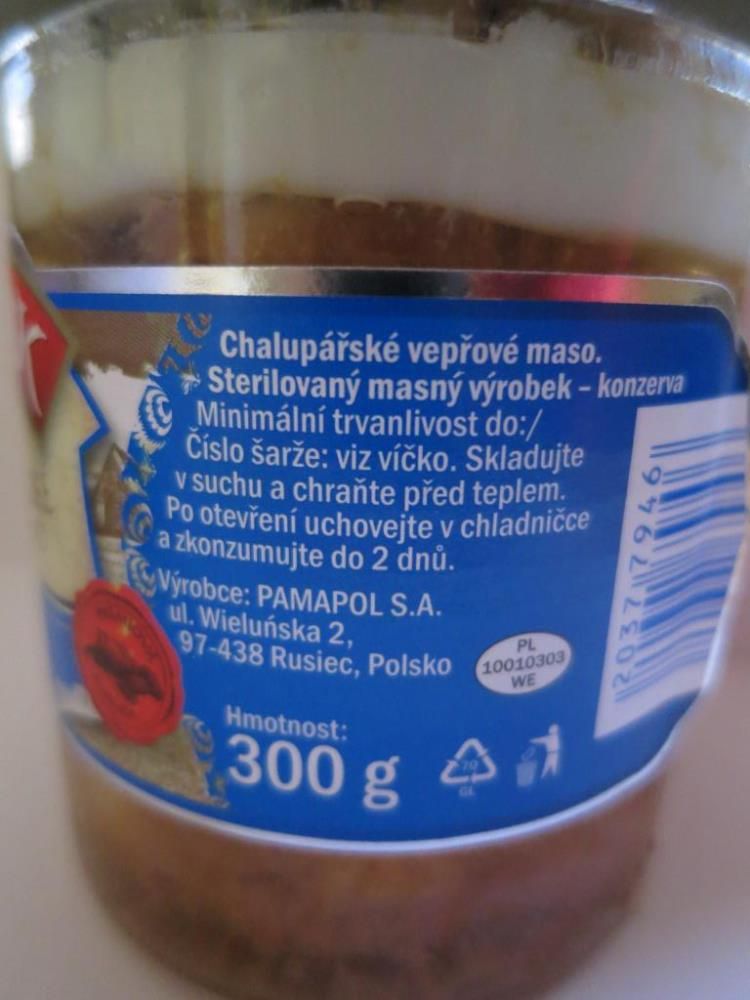 Chalupářské vepřové maso.
Sterilovaný masný výrobek – konzerva
Minimální trvanlivost do:/
Číslo šarže: viz víčko. Skladujte
v suchu a chraňte před teplem.
Po otevření uchovejte v chladničce
a zkonzumujte do 2 dnů.
Výrobce: PAMAPOL S.A.
ul. Wieluńska 2,
97-438 Rusiec, Polsko
PL
10010303
WE
Hmotnost:
300 g
70
GL
2037177946